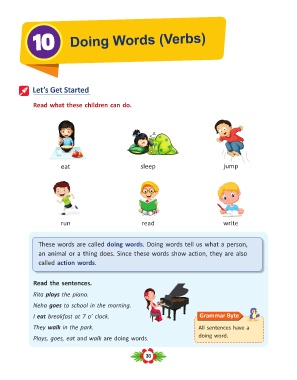 10 Doing Words (Verbs)
Let's Get Started
Read what these children can do.
eat sleep jump
run read write
These words are called doing words. Doing words tell us what a person,
an animal or a thing does. Since these words show action, they are also
called action words.
Read the sentences.
Rita plays the piano.
Neha goes to school in the morning.
I eat breakfast at 7 o' clock.
They walk in the park.
Plays, goes, eat and walk are doing words.
Grammar Byte
All sentences have a
doing word.
30